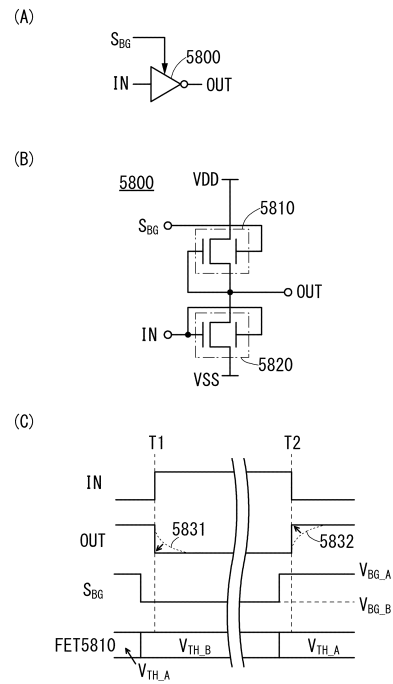 (A)
S_BG
5800
IN
OUT
(B)
5800
VDD
5810
S_BG
OUT
IN
5820
VSS
(C)
T1
T2
IN
OUT
5831
5832
S_BG
V_BG_A
V_BG_B
FET5810
V_TH_B
V_TH_A
V_TH_A